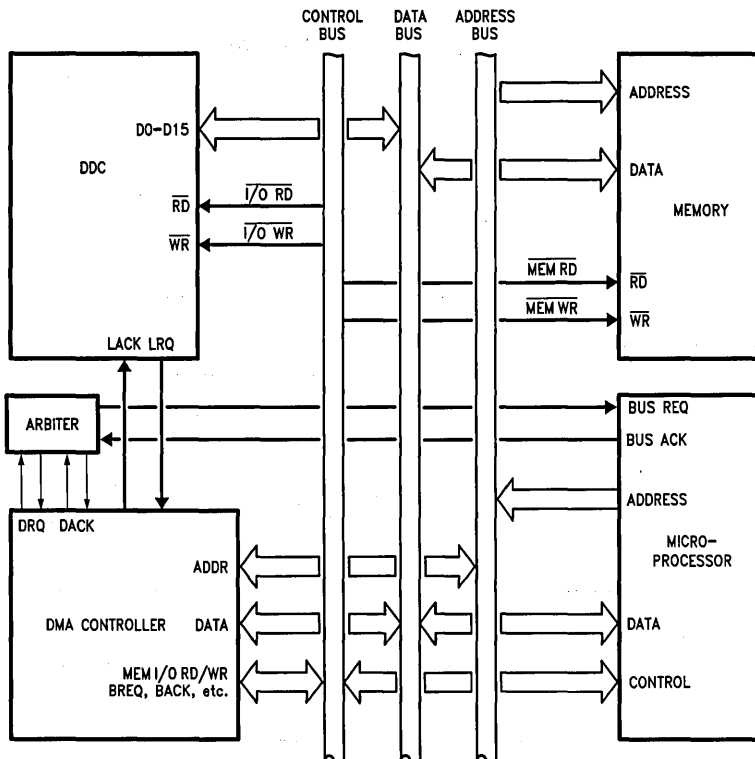 CONTROL BUS
DATA BUS
ADDRESS BUS
DDC
D0-D15
I/O RD
RD
I/O WR
WR
LACK LRQ
ADDRESS
DATA
MEMORY
MEM RD
RD
MEM WR
WR
ARBITER
BUS REQ
BUS ACK
DRQ DACK
ADDRESS
MICRO-
PROCESSOR
ADDR
DMA CONTROLLER
DATA
DATA
MEM I/O RD/WR
BREQ, BACK, etc.
CONTROL